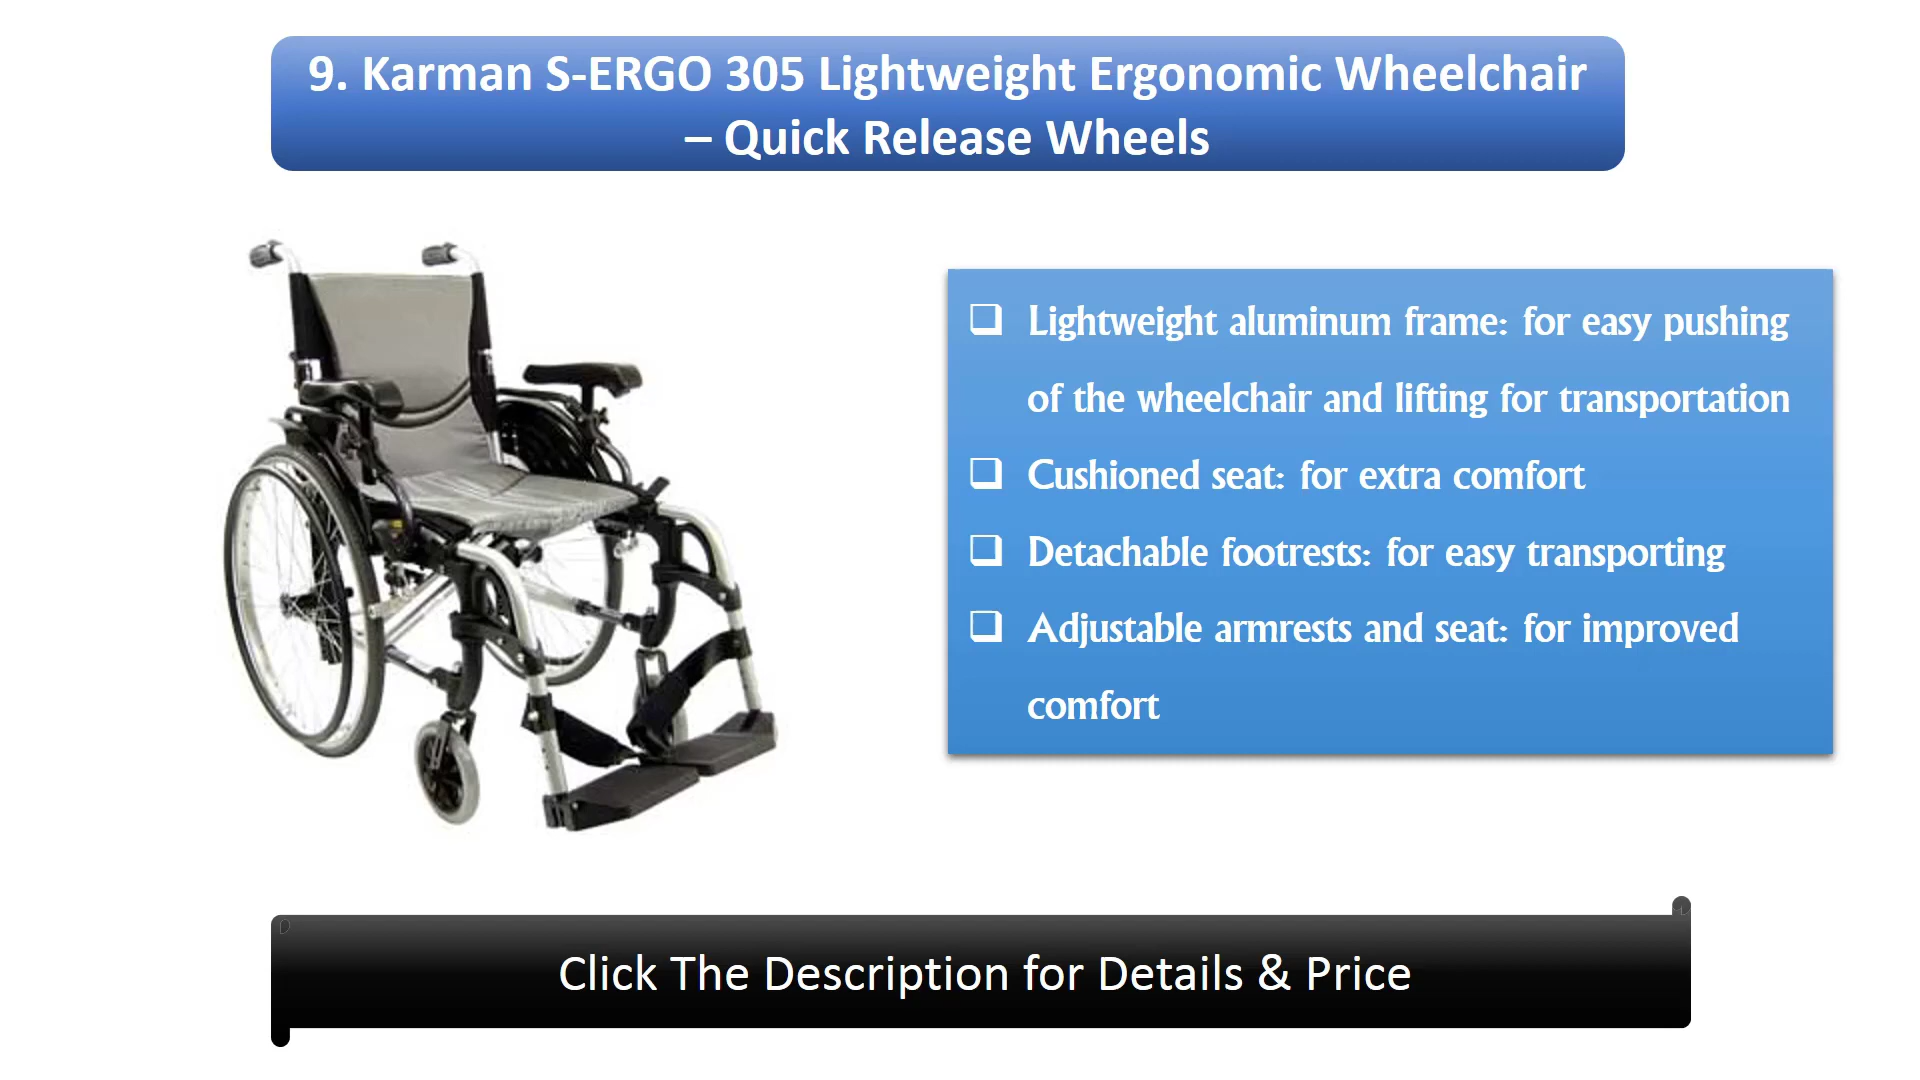 9. Karman S-ERGO 305 Lightweight Ergonomic Wheelchair
– Quick Release Wheels
Lightweight aluminum frame: for easy pushing
of the wheelchair and lifting for transportation
Cushioned seat: for extra comfort
Detachable footrests: for easy transporting
Adjustable armrests and seat: for improved
comfort
Click The Description for Details & Price